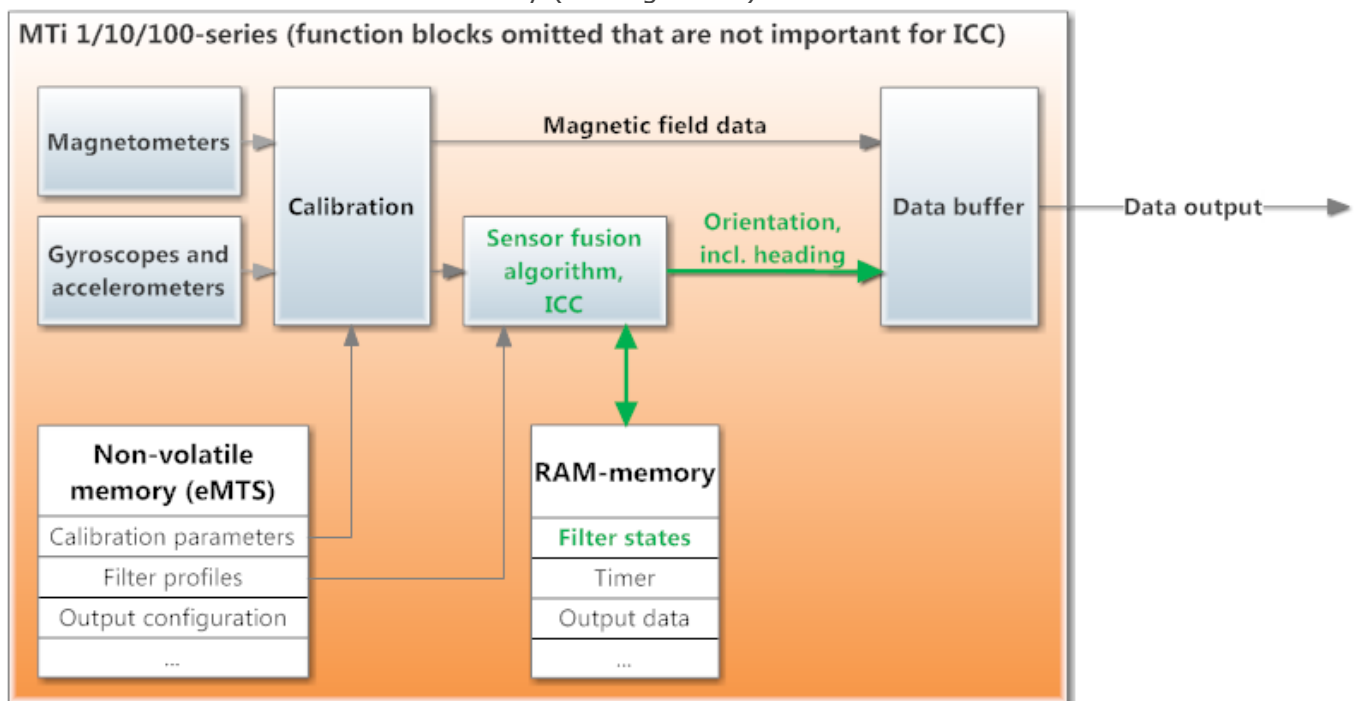 MTi 1/10/100-series (function blocks omitted that are not important for ICC)
Magnetometers
Gyroscopes and
accelerometers
Calibration
Magnetic field data
Sensor fusion
algorithm,
ICC
Orientation,
incl. heading
Data buffer
Data output
Non-volatile
memory (eMTS)
Calibration parameters
Filter profiles
Output configuration
...
RAM-memory
Filter states
Timer
Output data
...